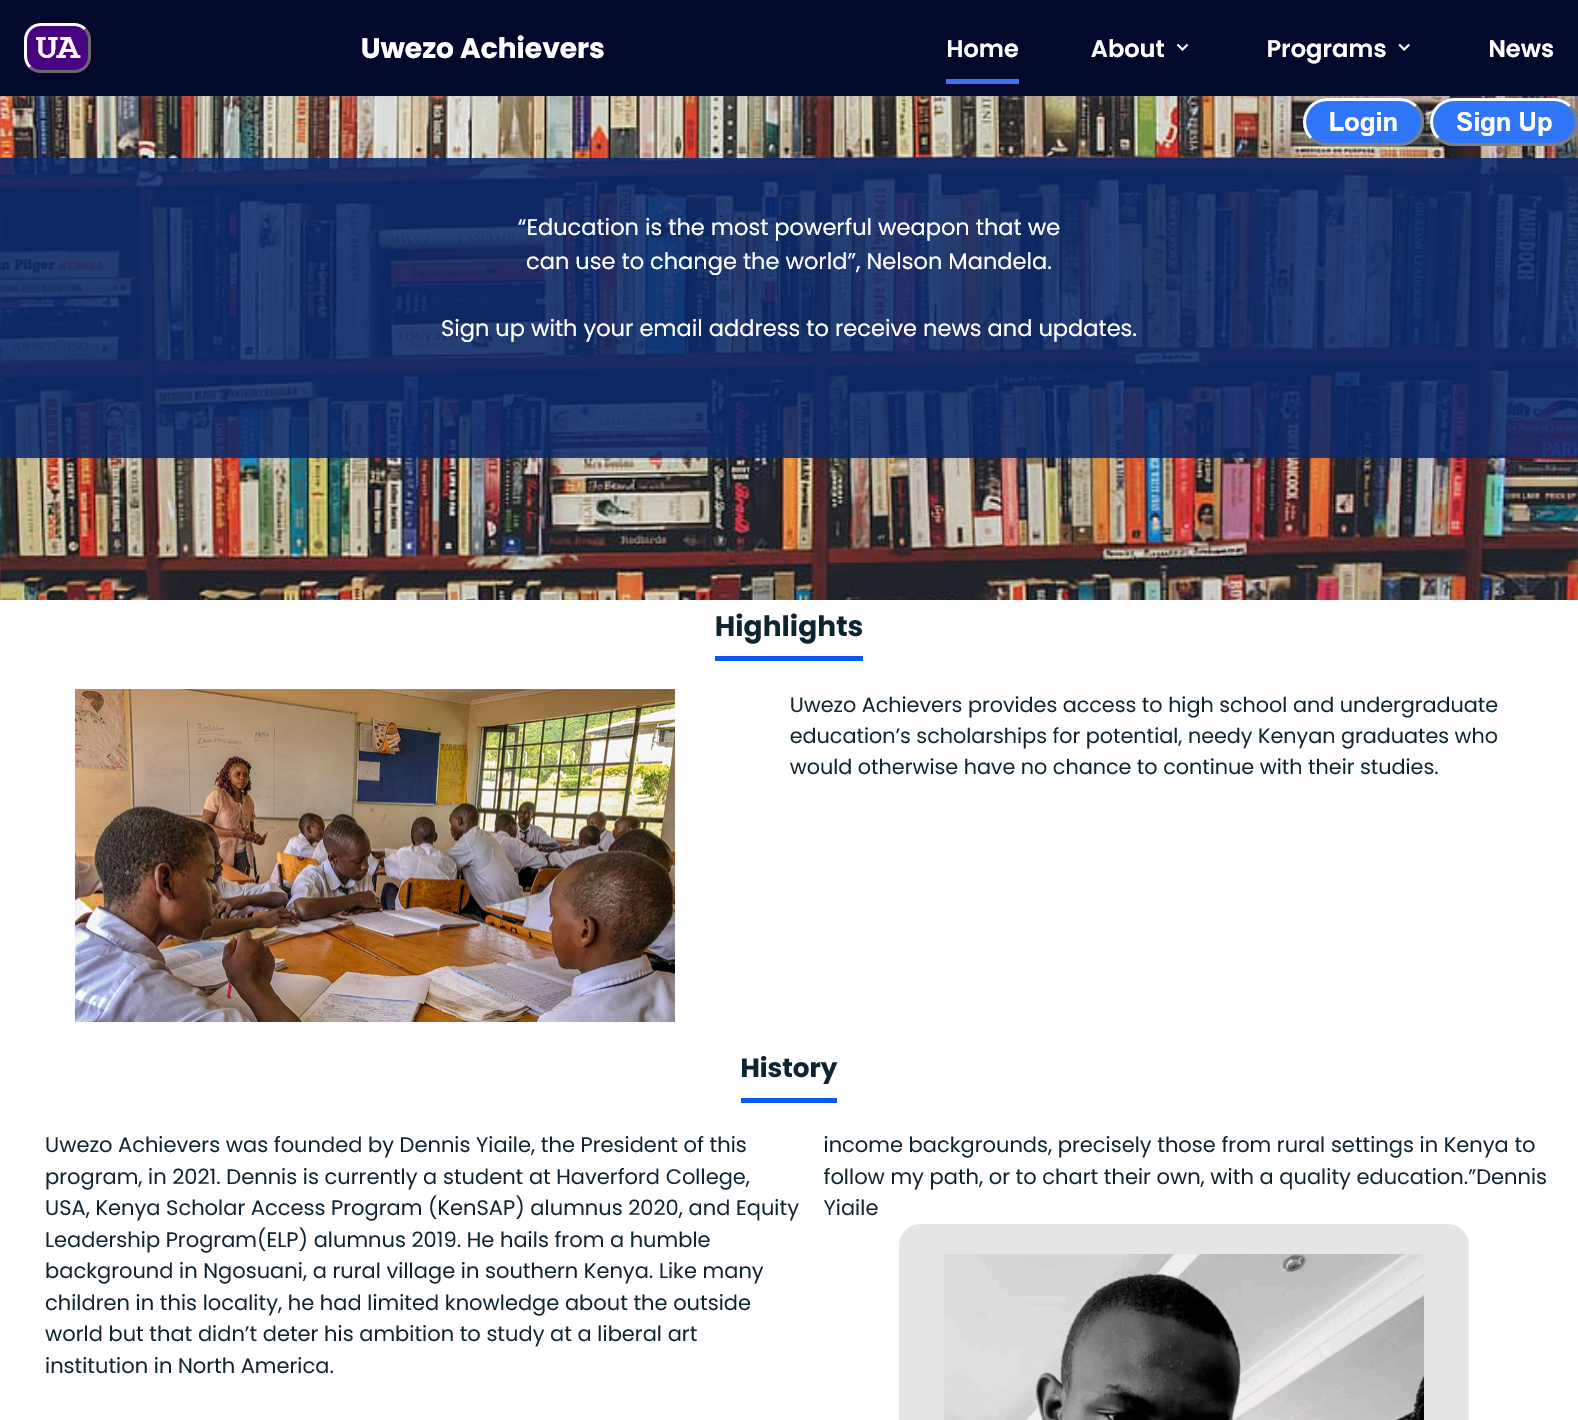 UA
Uwezo Achievers
Home
About
Programs
News
Login
Sign Up
“Education is the most powerful weapon that we
can use to change the world”, Nelson Mandela.
Sign up with your email address to receive news and updates.
Highlights
Uwezo Achievers provides access to high school and undergraduate
education’s scholarships for potential, needy Kenyan graduates who
would otherwise have no chance to continue with their studies.
History
Uwezo Achievers was founded by Dennis Yiaile, the President of this
program, in 2021. Dennis is currently a student at Haverford College,
USA, Kenya Scholar Access Program (KenSAP) alumnus 2020, and Equity
Leadership Program(ELP) alumnus 2019. He hails from a humble
background in Ngosuani, a rural village in southern Kenya. Like many
children in this locality, he had limited knowledge about the outside
world but that didn’t deter his ambition to study at a liberal art
institution in North America.
income backgrounds, precisely those from rural settings in Kenya to
follow my path, or to chart their own, with a quality education.”Dennis
Yiaile